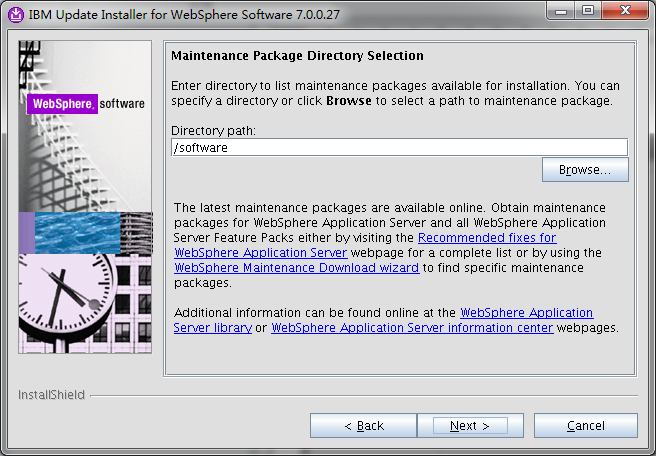 IBM Update Installer for WebSphere Software 7.0.0.27
WebSphere. software
Maintenance Package Directory Selection
Enter directory to list maintenance packages available for installation. You can
specify a directory or click Browse to select a path to maintenance package.
Directory path:
/software
Browse...
The latest maintenance packages are available online. Obtain maintenance
packages for WebSphere Application Server and all WebSphere Application
Server Feature Packs either by visiting the Recommended fixes for
WebSphere Application Server webpage for a complete list or by using the
WebSphere Maintenance Download wizard to find specific maintenance
packages.
Additional information can be found online at the WebSphere Application
Server library or WebSphere Application Server information center webpages.
InstallShield
< Back
Next >
Cancel